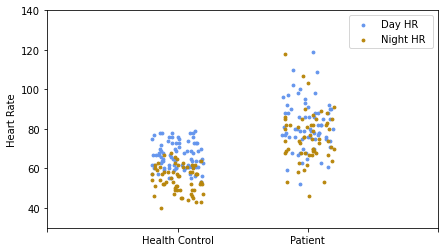 140
120
100
80
60
40
Heart Rate
Day HR
Night HR
Health Control
Patient